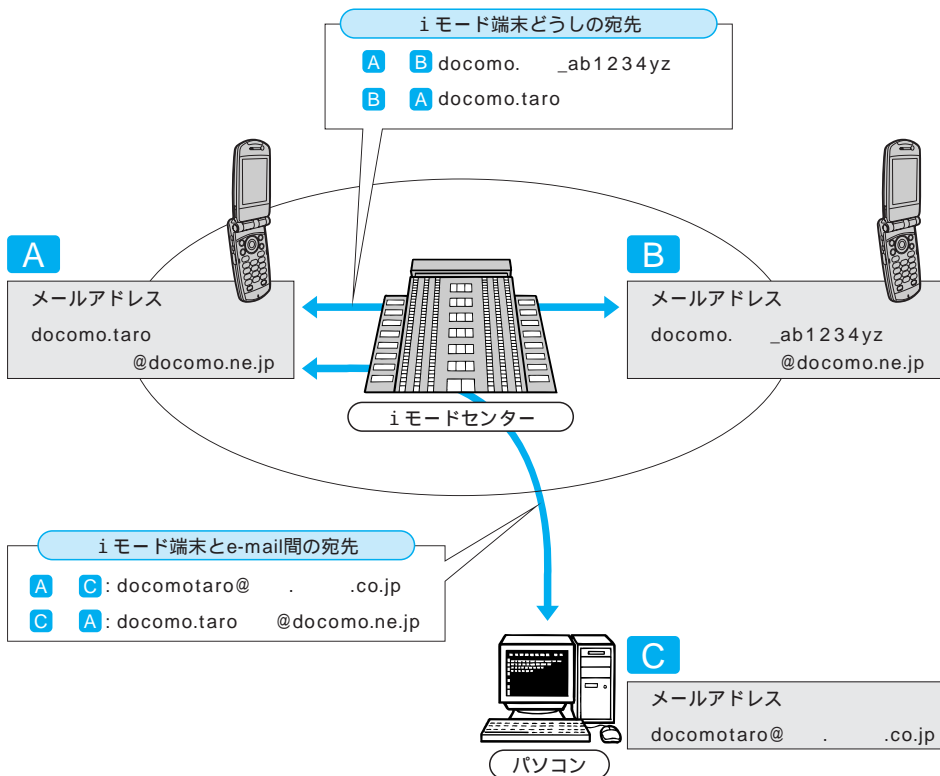 iモード端末どうしの宛先
A B docomo. _ab1234yz
B A docomo.taro
A
メールアドレス
docomo.taro
@docomo.ne.jp
B
メールアドレス
docomo. _ab1234yz
@docomo.ne.jp
iモードセンター
iモード端末とe-mail間の宛先
A C : docomotaro@ . .co.jp
C A : docomo.taro @docomo.ne.jp
C
メールアドレス
docomotaro@ . .co.jp
パソコン